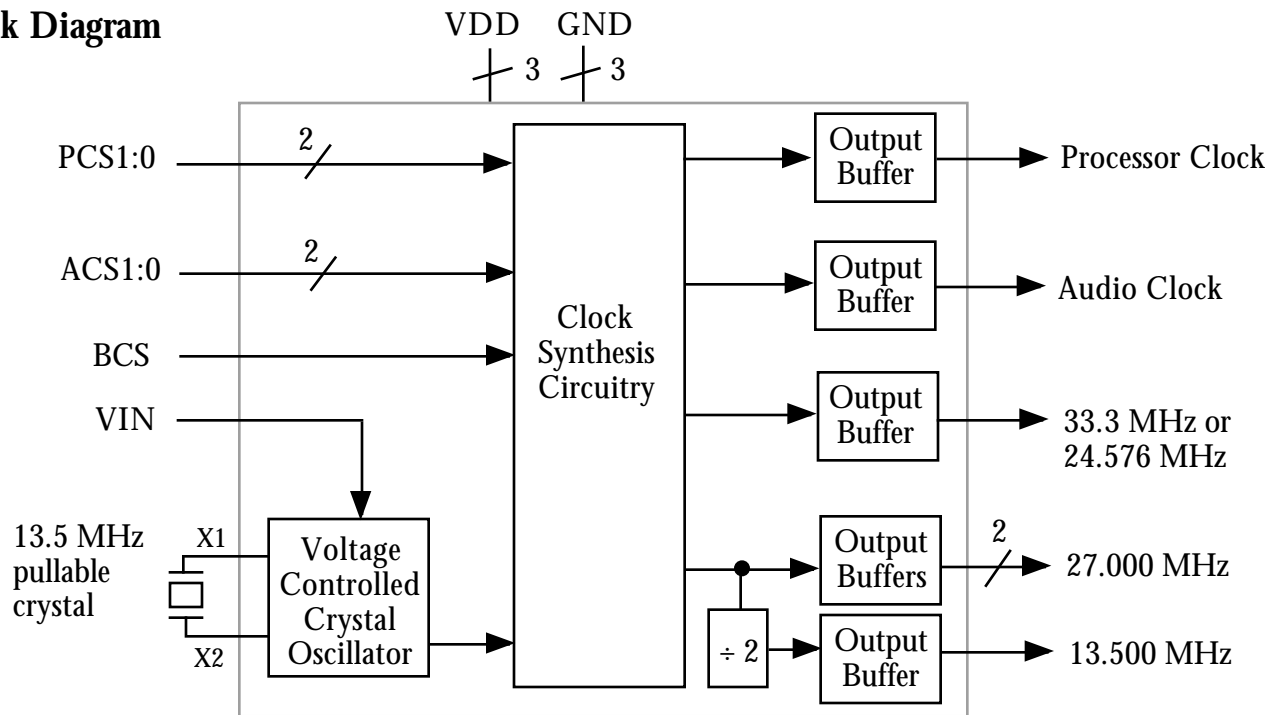 k Diagram
VDD GND
3 3
PCS1:0
2
Output
Buffer
Processor Clock
ACS1:0
2
Output
Buffer
Audio Clock
BCS
Clock
Synthesis
Circuitry
VIN
Output
Buffer
33.3 MHz or
24.576 MHz
13.5 MHz
pullable
crystal
X1
X2
Voltage
Controlled
Crystal
Oscillator
Output
Buffers
2
27.000 MHz
÷ 2
Output
Buffer
13.500 MHz